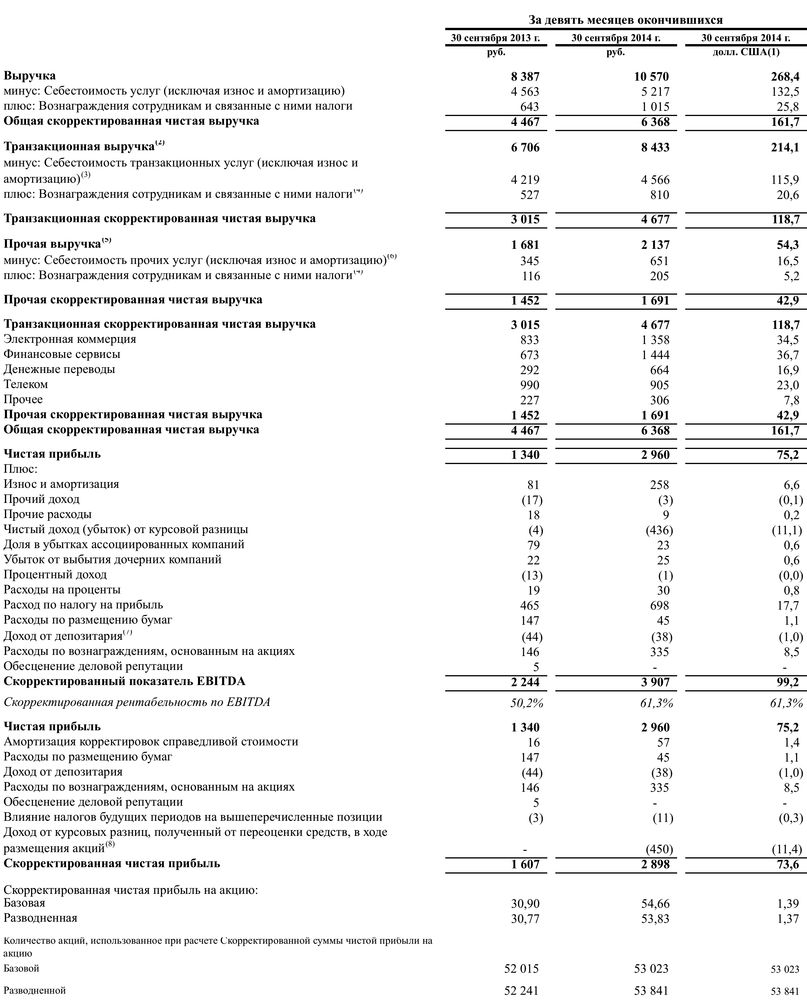 За девять месяцев окончившихся
30 сентября 2013 г. 30 сентября 2014 г. 30 сентября 2014 г.
руб. руб. долл. США(1)
Выручка 8 387 10 570 268,4
минус: Себестоимость услуг (исключая износ и амортизацию) 4 563 5 217 132,5
плюс: Вознаграждения сотрудникам и связанные с ними налоги 643 1 015 25,8
Общая скорректированная чистая выручка 4 467 6 368 161,7
Транзакционная выручка(2) 6 706 8 433 214,1
минус: Себестоимость транзакционных услуг (исключая износ и
амортизацию)(3) 4 219 4 566 115,9
плюс: Вознаграждения сотрудникам и связанные с ними налоги(4) 527 810 20,6
Транзакционная скорректированная чистая выручка 3 015 4 677 118,7
Прочая выручка(5) 1 681 2 137 54,3
минус: Себестоимость прочих услуг (исключая износ и амортизацию)(6) 345 651 16,5
плюс: Вознаграждения сотрудникам и связанные с ними налоги(4) 116 205 5,2
Прочая скорректированная чистая выручка 1 452 1 691 42,9
Транзакционная скорректированная чистая выручка 3 015 4 677 118,7
Электронная коммерция 833 1 358 34,5
Финансовые сервисы 673 1 444 36,7
Денежные переводы 292 664 16,9
Телеком 990 905 23,0
Прочее 227 306 7,8
Прочая скорректированная чистая выручка 1 452 1 691 42,9
Общая скорректированная чистая выручка 4 467 6 368 161,7
Чистая прибыль 1 340 2 960 75,2
Плюс:
Износ и амортизация 81 258 6,6
Прочий доход (17) (3) (0,1)
Прочие расходы 18 9 0,2
Чистый доход (убыток) от курсовой разницы (4) (436) (11,1)
Доля в убытках ассоциированных компаний 79 23 0,6
Убыток от выбытия дочерних компаний 22 25 0,6
Процентный доход (13) (1) (0,0)
Расходы на проценты 19 30 0,8
Расход по налогу на прибыль 465 698 17,7
Расходы по размещению бумаг 147 45 1,1
Доход от депозитария(7) (44) (38) (1,0)
Расходы по вознаграждениям, основанным на акциях 146 335 8,5
Обесценение деловой репутации 5 - -
Скорректированный показатель EBITDA 2 244 3 907 99,2
Скорректированная рентабельность по EBITDA 50,2% 61,3% 61,3%
Чистая прибыль 1 340 2 960 75,2
Амортизация корректировок справедливой стоимости 16 57 1,4
Расходы по размещению бумаг 147 45 1,1
Доход от депозитария (44) (38) (1,0)
Расходы по вознаграждениям, основанным на акциях 146 335 8,5
Обесценение деловой репутации 5 - -
Влияние налогов будущих периодов на вышеперечисленные позиции (3) (11) (0,3)
Доход от курсовых разниц, полученный от переоценки средств, в ходе
размещения акций(8) - (450) (11,4)
Скорректированная чистая прибыль 1 607 2 898 73,6
Скорректированная чистая прибыль на акцию:
Базовая 30,90 54,66 1,39
Разводненная 30,77 53,83 1,37
Количество акций, использованное при расчете Скорректированной суммы чистой прибыли на
акцию
Базовой 52 015 53 023 53 023
Разводненной 52 241 53 841 53 841